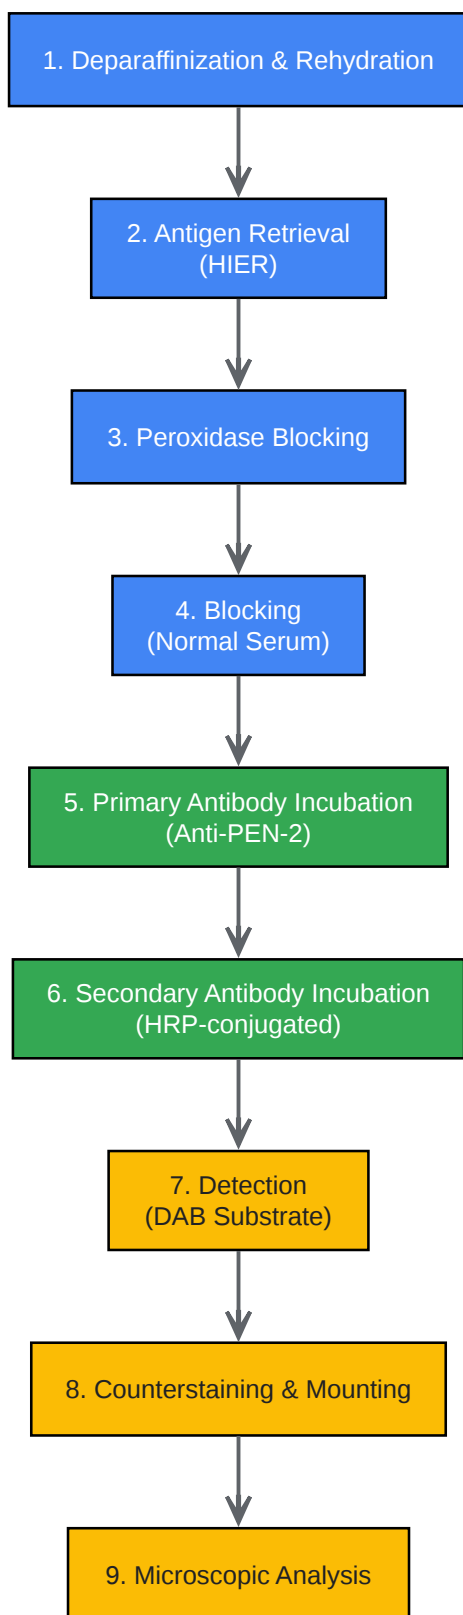 1. Deparaffinization & Rehydration
2. Antigen Retrieval
(HIER)
3. Peroxidase Blocking
4. Blocking
(Normal Serum)
5. Primary Antibody Incubation
(Anti-PEN-2)
6. Secondary Antibody Incubation
(HRP-conjugated)
7. Detection
(DAB Substrate)
8. Counterstaining & Mounting
9. Microscopic Analysis